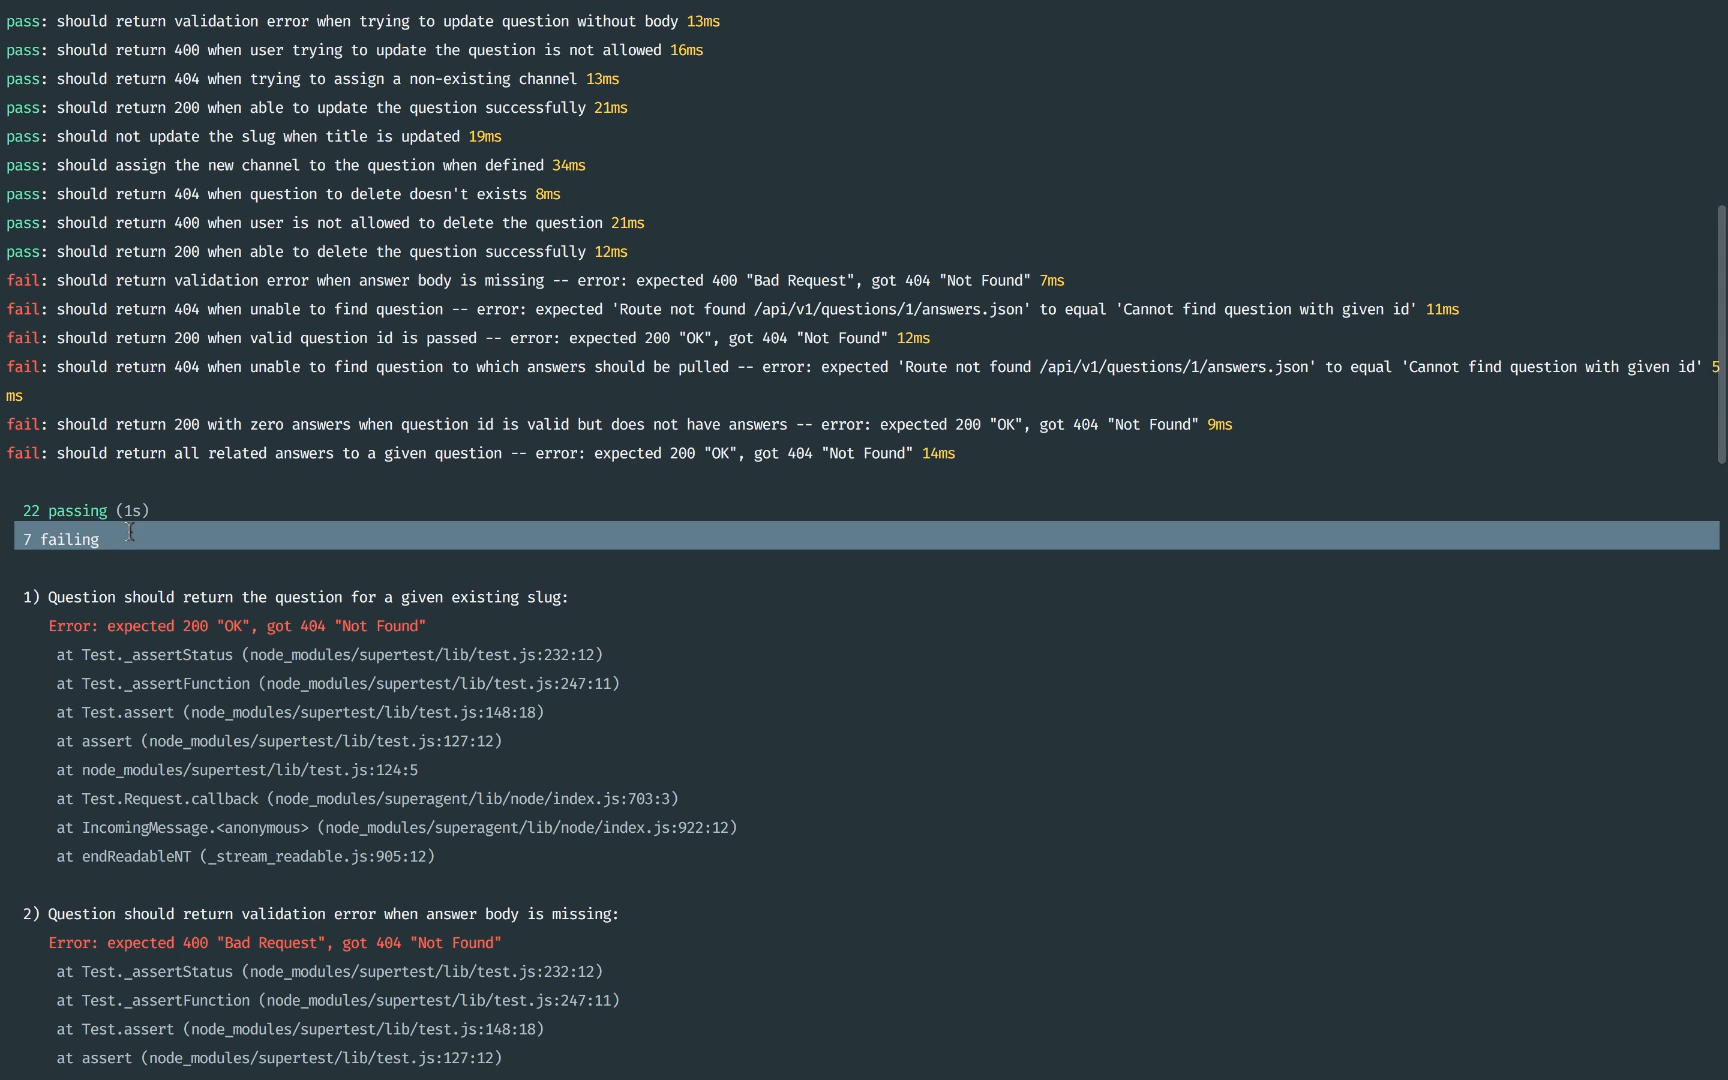 pass: should return validation error when trying to update question without body 13ms
pass: should return 400 when user trying to update the question is not allowed 16ms
pass: should return 404 when trying to assign a non-existing channel 13ms
pass: should return 200 when able to update the question successfully 21ms
pass: should not update the slug when title is updated 19ms
pass: should assign the new channel to the question when defined 34ms
pass: should return 404 when question to delete doesn't exists 8ms
pass: should return 400 when user is not allowed to delete the question 21ms
pass: should return 200 when able to delete the question successfully 12ms
fail: should return validation error when answer body is missing -- error: expected 400 "Bad Request", got 404 "Not Found" 7ms
fail: should return 404 when unable to find question -- error: expected 'Route not found /api/v1/questions/1/answers.json' to equal 'Cannot find question with given id' 11ms
fail: should return 200 when valid question id is passed -- error: expected 200 "OK", got 404 "Not Found" 12ms
fail: should return 404 when unable to find question to which answers should be pulled -- error: expected 'Route not found /api/v1/questions/1/answers.json' to equal 'Cannot find question with given id' 5
ms
fail: should return 200 with zero answers when question id is valid but does not have answers -- error: expected 200 "OK", got 404 "Not Found" 9ms
fail: should return all related answers to a given question -- error: expected 200 "OK", got 404 "Not Found" 14ms
22 passing (1s)
7 failing
1) Question should return the question for a given existing slug:
Error: expected 200 "OK", got 404 "Not Found"
at Test._assertStatus (node_modules/supertest/lib/test.js:232:12)
at Test._assertFunction (node_modules/supertest/lib/test.js:247:11)
at Test.assert (node_modules/supertest/lib/test.js:148:18)
at assert (node_modules/supertest/lib/test.js:127:12)
at node_modules/supertest/lib/test.js:124:5
at Test.Request.callback (node_modules/superagent/lib/node/index.js:703:3)
at IncomingMessage.<anonymous> (node_modules/superagent/lib/node/index.js:922:12)
at endReadableNT (_stream_readable.js:905:12)
2) Question should return validation error when answer body is missing:
Error: expected 400 "Bad Request", got 404 "Not Found"
at Test._assertStatus (node_modules/supertest/lib/test.js:232:12)
at Test._assertFunction (node_modules/supertest/lib/test.js:247:11)
at Test.assert (node_modules/supertest/lib/test.js:148:18)
at assert (node_modules/supertest/lib/test.js:127:12)